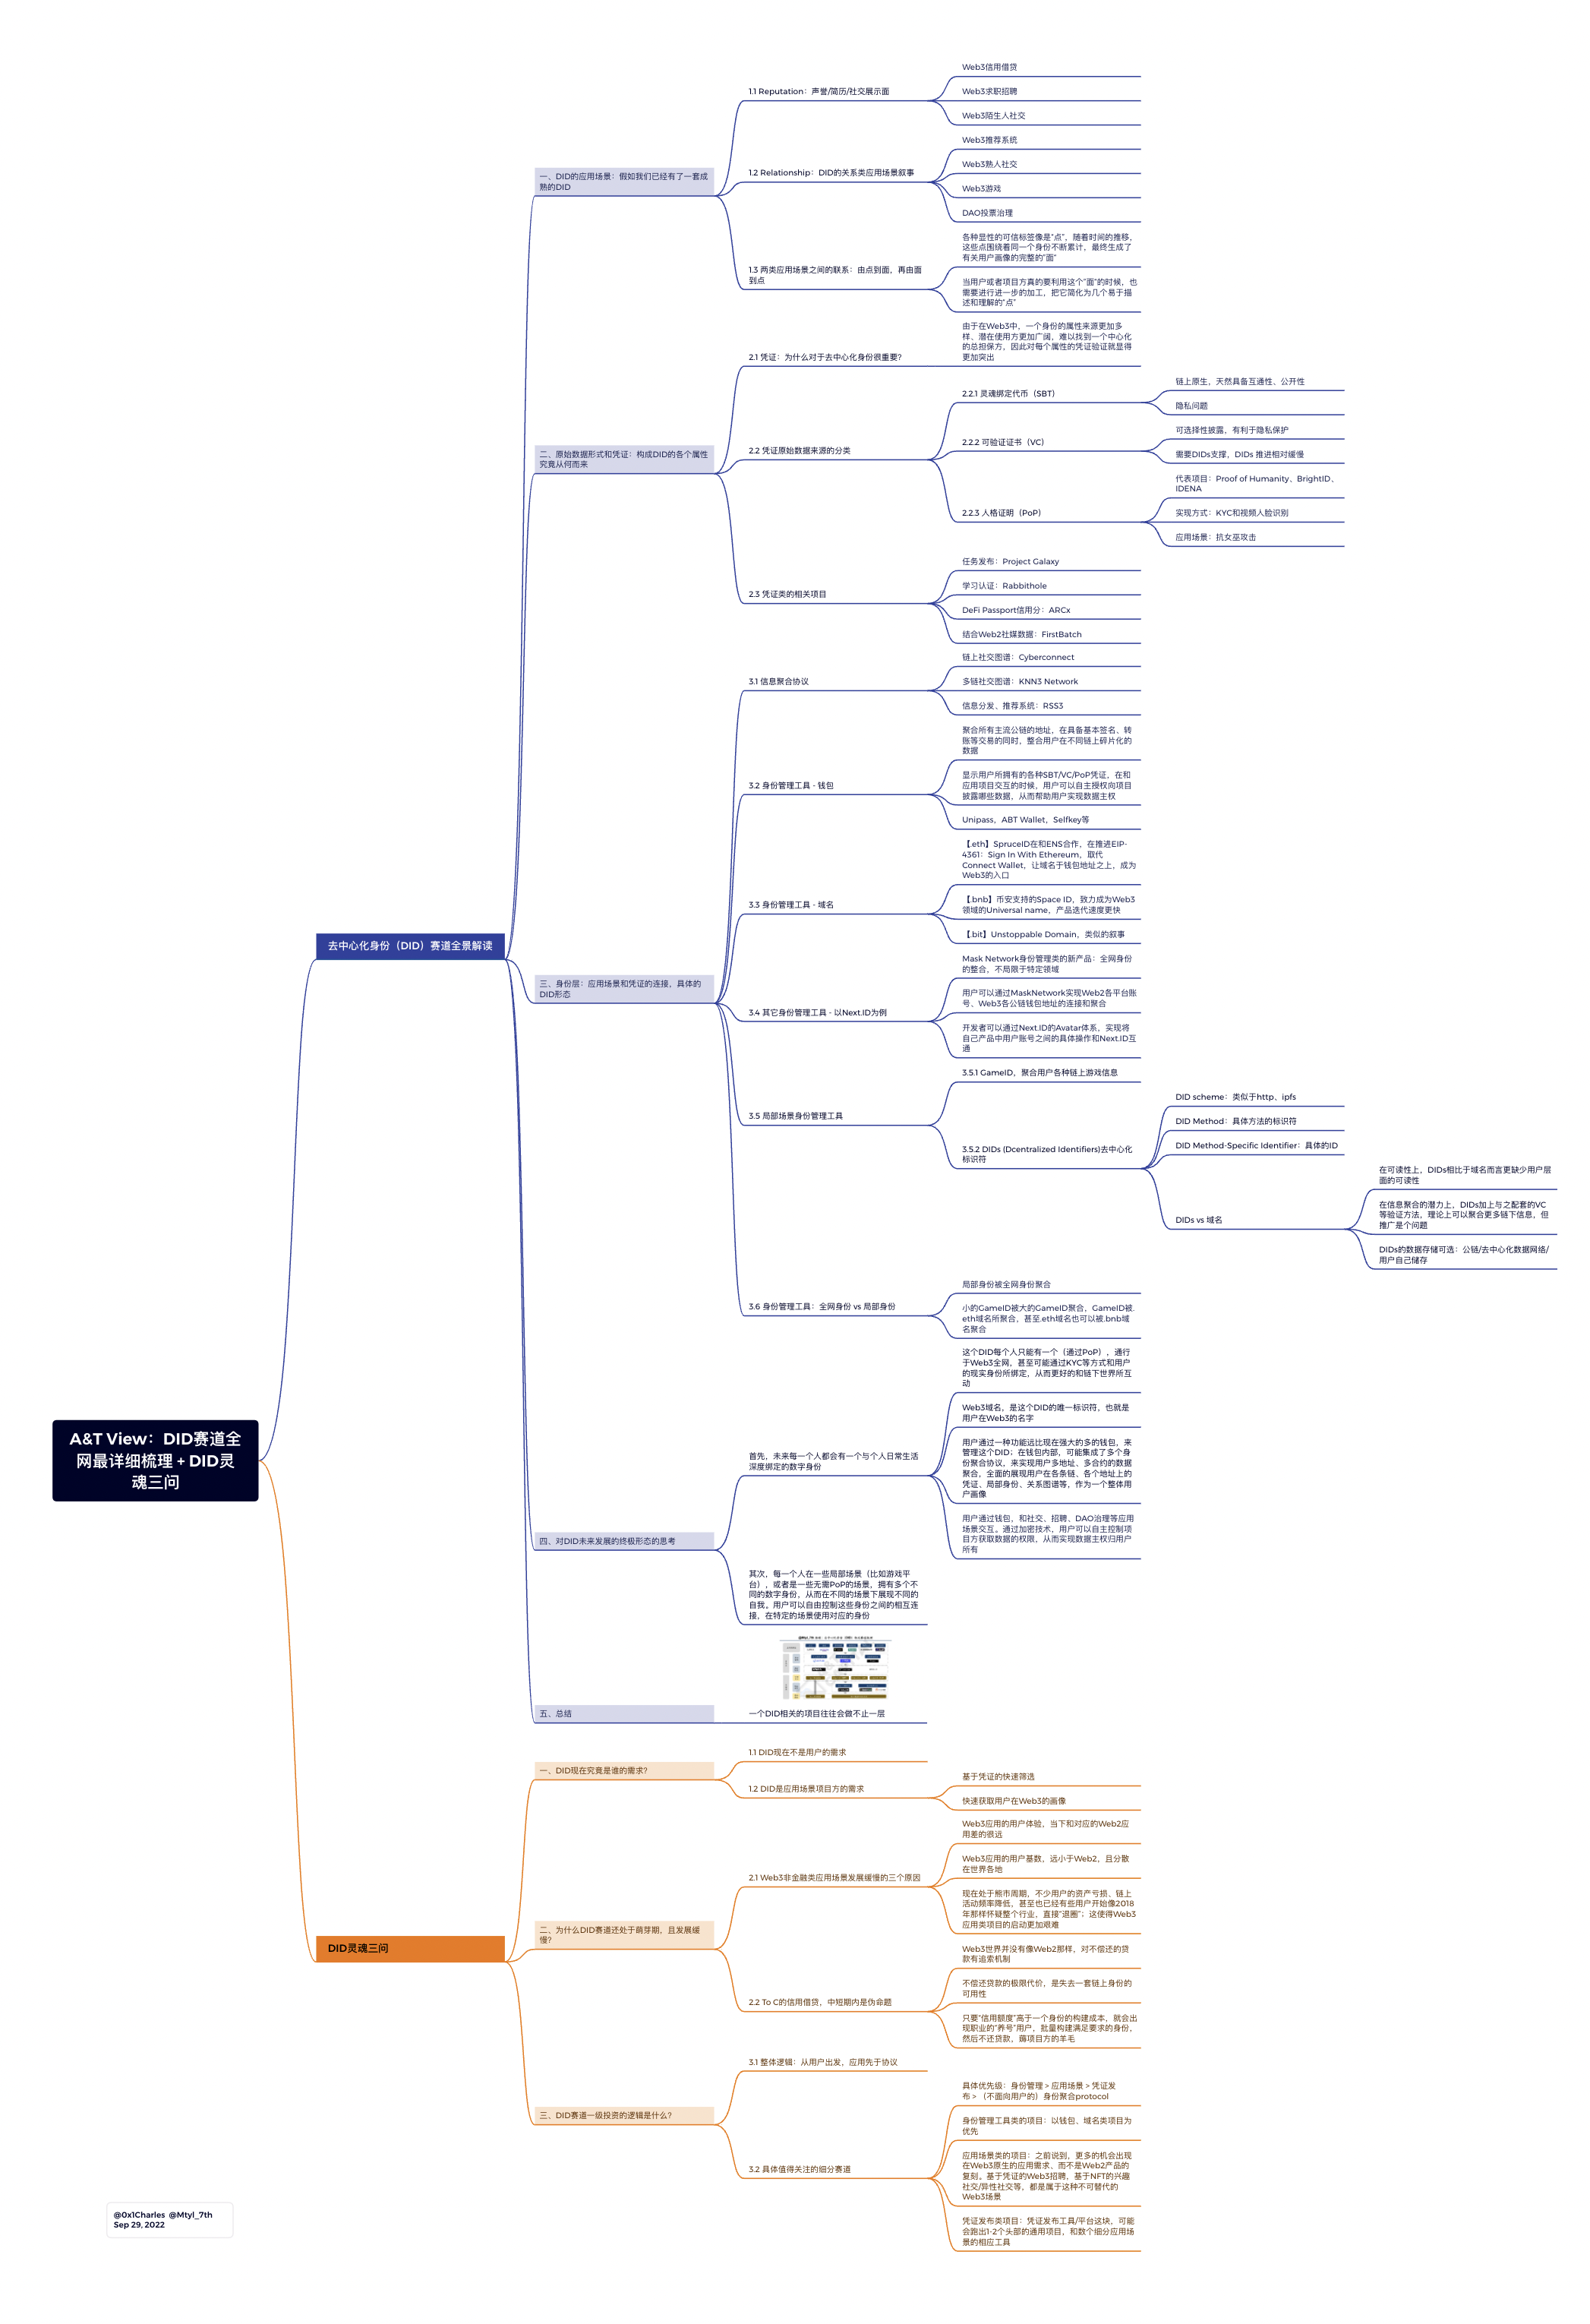 A&T View：DID赛道全
网最详细梳理 + DID灵
魂三问
去中心化身份（DID）赛道全景解读
一、DID的应用场景：假如我们已经有了一套成
熟的DID
1.1 Reputation：声誉/简历/社交展示面
Web3信用借贷
Web3求职招聘
Web3陌生人社交
1.2 Relationship：DID的关系类应用场景叙事
Web3推荐系统
Web3熟人社交
Web3游戏
DAO投票治理
1.3 两类应用场景之间的联系：由点到面，再由面
到点
各种显性的可信标签像是“点”，随着时间的推移，
这些点围绕着同一个身份不断累计，最终生成了
有关用户画像的完整的“面”
当用户或者项目方真的要利用这个“面”的时候，也
需要进行进一步的加工，把它简化为几个易于描
述和理解的“点”
二、原始数据形式和凭证：构成DID的各个属性
究竟从何而来
2.1 凭证：为什么对于去中心化身份很重要？
由于在Web3中，一个身份的属性来源更加多
样、潜在使用方更加广阔，难以找到一个中心化
的总担保方，因此对每个属性的凭证验证就显得
更加突出
2.2 凭证原始数据来源的分类
2.2.1 灵魂绑定代币（SBT）
链上原生，天然具备互通性、公开性
隐私问题
2.2.2 可验证证书（VC）
可选择性披露，有利于隐私保护
需要DIDs支撑，DIDs 推进相对缓慢
2.2.3 人格证明（PoP）
代表项目：Proof of Humanity、BrightID、
IDENA
实现方式：KYC和视频人脸识别
应用场景：抗女巫攻击
2.3 凭证类的相关项目
任务发布：Project Galaxy
学习认证：Rabbithole
DeFi Passport信用分：ARCx
结合Web2社媒数据：FirstBatch
三、身份层：应用场景和凭证的连接，具体的
DID形态
3.1 信息聚合协议
链上社交图谱：Cyberconnect
多链社交图谱：KNN3 Network
信息分发、推荐系统：RSS3
3.2 身份管理工具 - 钱包
聚合所有主流公链的地址，在具备基本签名、转
账等交易的同时，整合用户在不同链上碎片化的
数据
显示用户所拥有的各种SBT/VC/PoP凭证，在和
应用项目交互的时候，用户可以自主授权向项目
披露哪些数据，从而帮助用户实现数据主权
Unipass，ABT Wallet，Selfkey等
3.3 身份管理工具 - 域名
【.eth】SpruceID在和ENS合作，在推进EIP-
4361：Sign In With Ethereum，取代
Connect Wallet，让域名于钱包地址之上，成为
Web3的入口
【.bnb】币安支持的Space ID，致力成为Web3
领域的Universal name，产品迭代速度更快
【.bit】Unstoppable Domain，类似的叙事
3.4 其它身份管理工具 - 以Next.ID为例
Mask Network身份管理类的新产品：全网身份
的整合，不局限于特定领域
用户可以通过MaskNetwork实现Web2各平台账
号、Web3各公链钱包地址的连接和聚合
开发者可以通过Next.ID的Avatar体系，实现将
自己产品中用户账号之间的具体操作和Next.ID互
通
3.5 局部场景身份管理工具
3.5.1 GameID，聚合用户各种链上游戏信息
3.5.2 DIDs (Dcentralized Identifiers)去中心化
标识符
DID scheme：类似于http、ipfs
DID Method：具体方法的标识符
DID Method-Specific Identifier：具体的ID
DIDs vs 域名
在可读性上，DIDs相比于域名而言更缺少用户层
面的可读性
在信息聚合的潜力上，DIDs加上与之配套的VC
等验证方法，理论上可以聚合更多链下信息，但
推广是个问题
DIDs的数据存储可选：公链/去中心化数据网络/
用户自己储存
3.6 身份管理工具：全网身份 vs 局部身份
局部身份被全网身份聚合
小的GameID被大的GameID聚合，GameID被.
eth域名所聚合，甚至.eth域名也可以被.bnb域
名聚合
四、对DID未来发展的终极形态的思考
首先，未来每一个人都会有一个与个人日常生活
深度绑定的数字身份
这个DID每个人只能有一个（通过PoP），通行
于Web3全网，甚至可能通过KYC等方式和用户
的现实身份所绑定，从而更好的和链下世界所互
动
Web3域名，是这个DID的唯一标识符，也就是
用户在Web3的名字
用户通过一种功能远比现在强大的多的钱包，来
管理这个DID；在钱包内部，可能集成了多个身
份聚合协议，来实现用户多地址、多合约的数据
聚合，全面的展现用户在各条链、各个地址上的
凭证、局部身份、关系图谱等，作为一个整体用
户画像
用户通过钱包，和社交、招聘、DAO治理等应用
场景交互。通过加密技术，用户可以自主控制项
目方获取数据的权限，从而实现数据主权归用户
所有
其次，每一个人在一些局部场景（比如游戏平
台），或者是一些无需PoP的场景，拥有多个不
同的数字身份，从而在不同的场景下展现不同的
自我。用户可以自由控制这些身份之间的相互连
接，在特定的场景使用对应的身份
五、总结
一个DID相关的项目往往会做不止一层
DID灵魂三问
一、DID现在究竟是谁的需求？
1.1 DID现在不是用户的需求
1.2 DID是应用场景项目方的需求
基于凭证的快速筛选
快速获取用户在Web3的画像
二、为什么DID赛道还处于萌芽期，且发展缓
慢？
2.1 Web3非金融类应用场景发展缓慢的三个原因
Web3应用的用户体验，当下和对应的Web2应
用差的很远
Web3应用的用户基数，远小于Web2，且分散
在世界各地
现在处于熊市周期，不少用户的资产亏损、链上
活动频率降低，甚至也已经有些用户开始像2018
年那样怀疑整个行业，直接“退圈”；这使得Web3
应用类项目的启动更加艰难
2.2 To C的信用借贷，中短期内是伪命题
Web3世界并没有像Web2那样，对不偿还的贷
款有追索机制
不偿还贷款的极限代价，是失去一套链上身份的
可用性
只要“信用额度”高于一个身份的构建成本，就会出
现职业的“养号”用户，批量构建满足要求的身份，
然后不还贷款，薅项目方的羊毛
三、DID赛道一级投资的逻辑是什么？
3.1 整体逻辑：从用户出发，应用先于协议
3.2 具体值得关注的细分赛道
具体优先级：身份管理 > 应用场景 > 凭证发
布 > （不面向用户的）身份聚合protocol
身份管理工具类的项目：以钱包、域名类项目为
优先
应用场景类的项目：之前说到，更多的机会出现
在Web3原生的应用需求，而不是Web2产品的
复刻。基于凭证的Web3招聘，基于NFT的兴趣
社交/异性社交等，都是属于这种不可替代的
Web3场景
凭证发布类项目：凭证发布工具/平台这块，可能
会跑出1-2个头部的通用项目，和数个细分应用场
景的相应工具
@0x1Charles @Mtyl_7th
Sep 29, 2022